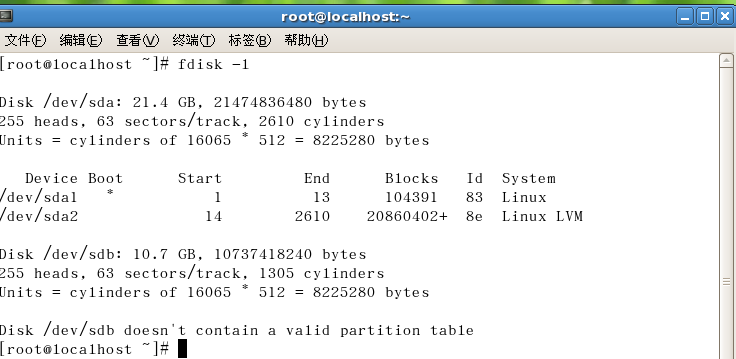 root@localhost:~
文件(F) 编辑(E) 查看(V) 终端(T) 标签(B) 帮助(H)
[root@localhost ~]# fdisk -l
Disk /dev/sda: 21.4 GB, 21474836480 bytes
255 heads, 63 sectors/track, 2610 cylinders
Units = cylinders of 16065 * 512 = 8225280 bytes
Device Boot Start End Blocks Id System
/dev/sda1 * 1 13 104391 83 Linux
/dev/sda2 14 2610 20860402+ 8e Linux LVM
Disk /dev/sdb: 10.7 GB, 10737418240 bytes
255 heads, 63 sectors/track, 1305 cylinders
Units = cylinders of 16065 * 512 = 8225280 bytes
Disk /dev/sdb doesn't contain a valid partition table
[root@localhost ~]#